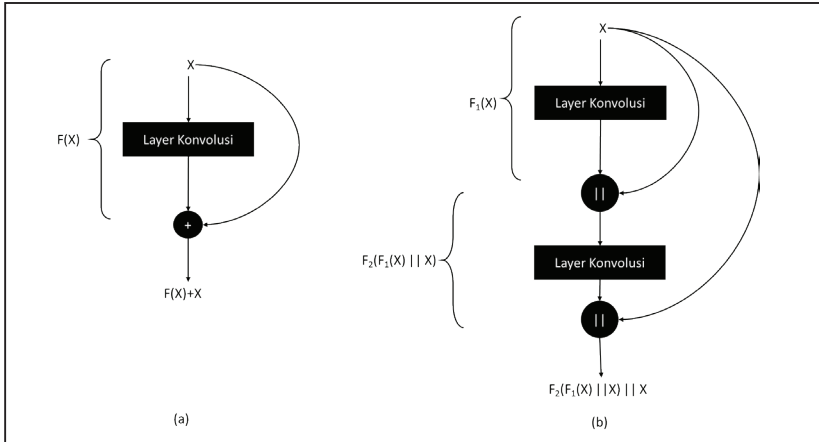 X
F(X)
Layer Konvolusi
+
F(X)+X
(a)
X
F₁(X)
Layer Konvolusi
||
F₂(F₁(X) || X)
Layer Konvolusi
||
F₂(F₁(X) ||X) || X
(b)